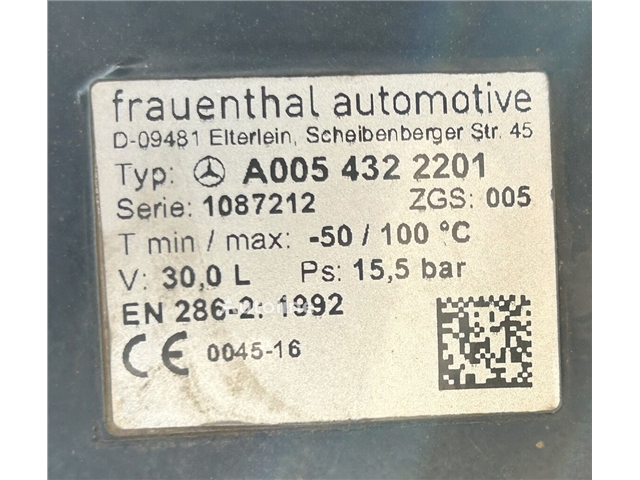 frauenthal automotive
D-09481 Elterlein, Scheibenberger Str. 45
Typ: A005 432 2201
Serie: 1087212 ZGS: 005
T min / max: -50 / 100 °C
V: 30,0 L Ps: 15,5 bar
EN 286-2: 1992
CE 0045-16